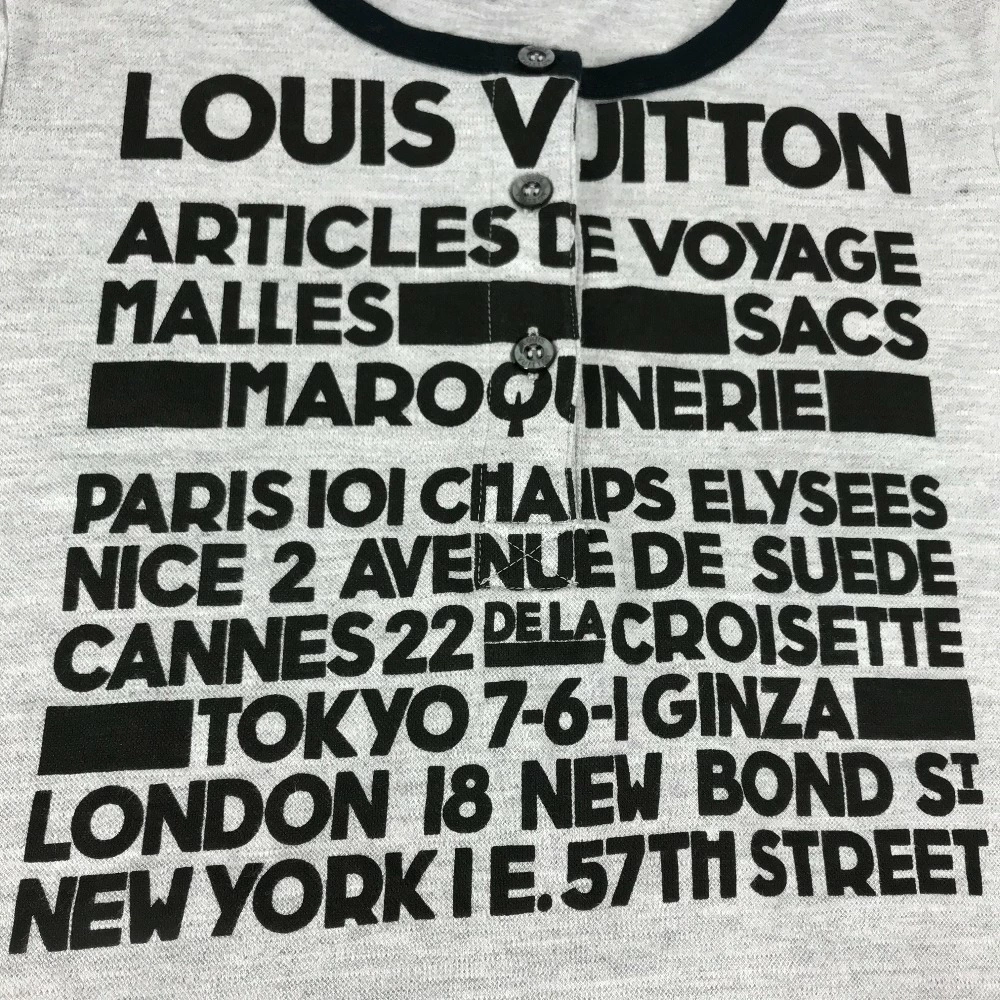 LOUIS VUITTON
ARTICLES DE VOYAGE
MALLES SACS
MAROQUINERIE
PARIS 101 CHAMPS ELYSEES
NICE 2 AVENUE DE SUEDE
CANNES 22 DE LA CROISETTE
TOKYO 7-6-1 GINZA
LONDON 18 NEW BOND ST
NEW YORK 1 E. 57TH STREET